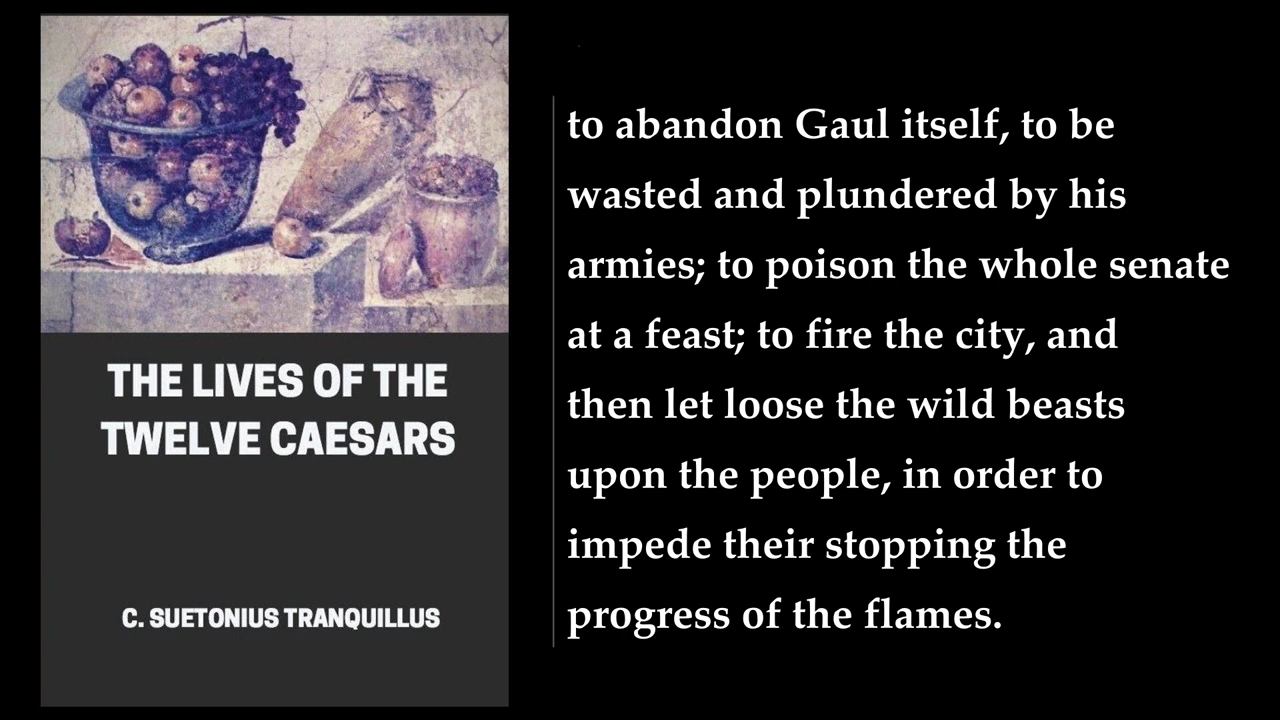 THE LIVES OF THE
TWELVE CAESARS
C. SUETONIUS TRANQUILLUS
to abandon Gaul itself, to be
wasted and plundered by his
armies; to poison the whole senate
at a feast; to fire the city, and
then let loose the wild beasts
upon the people, in order to
impede their stopping the
progress of the flames.